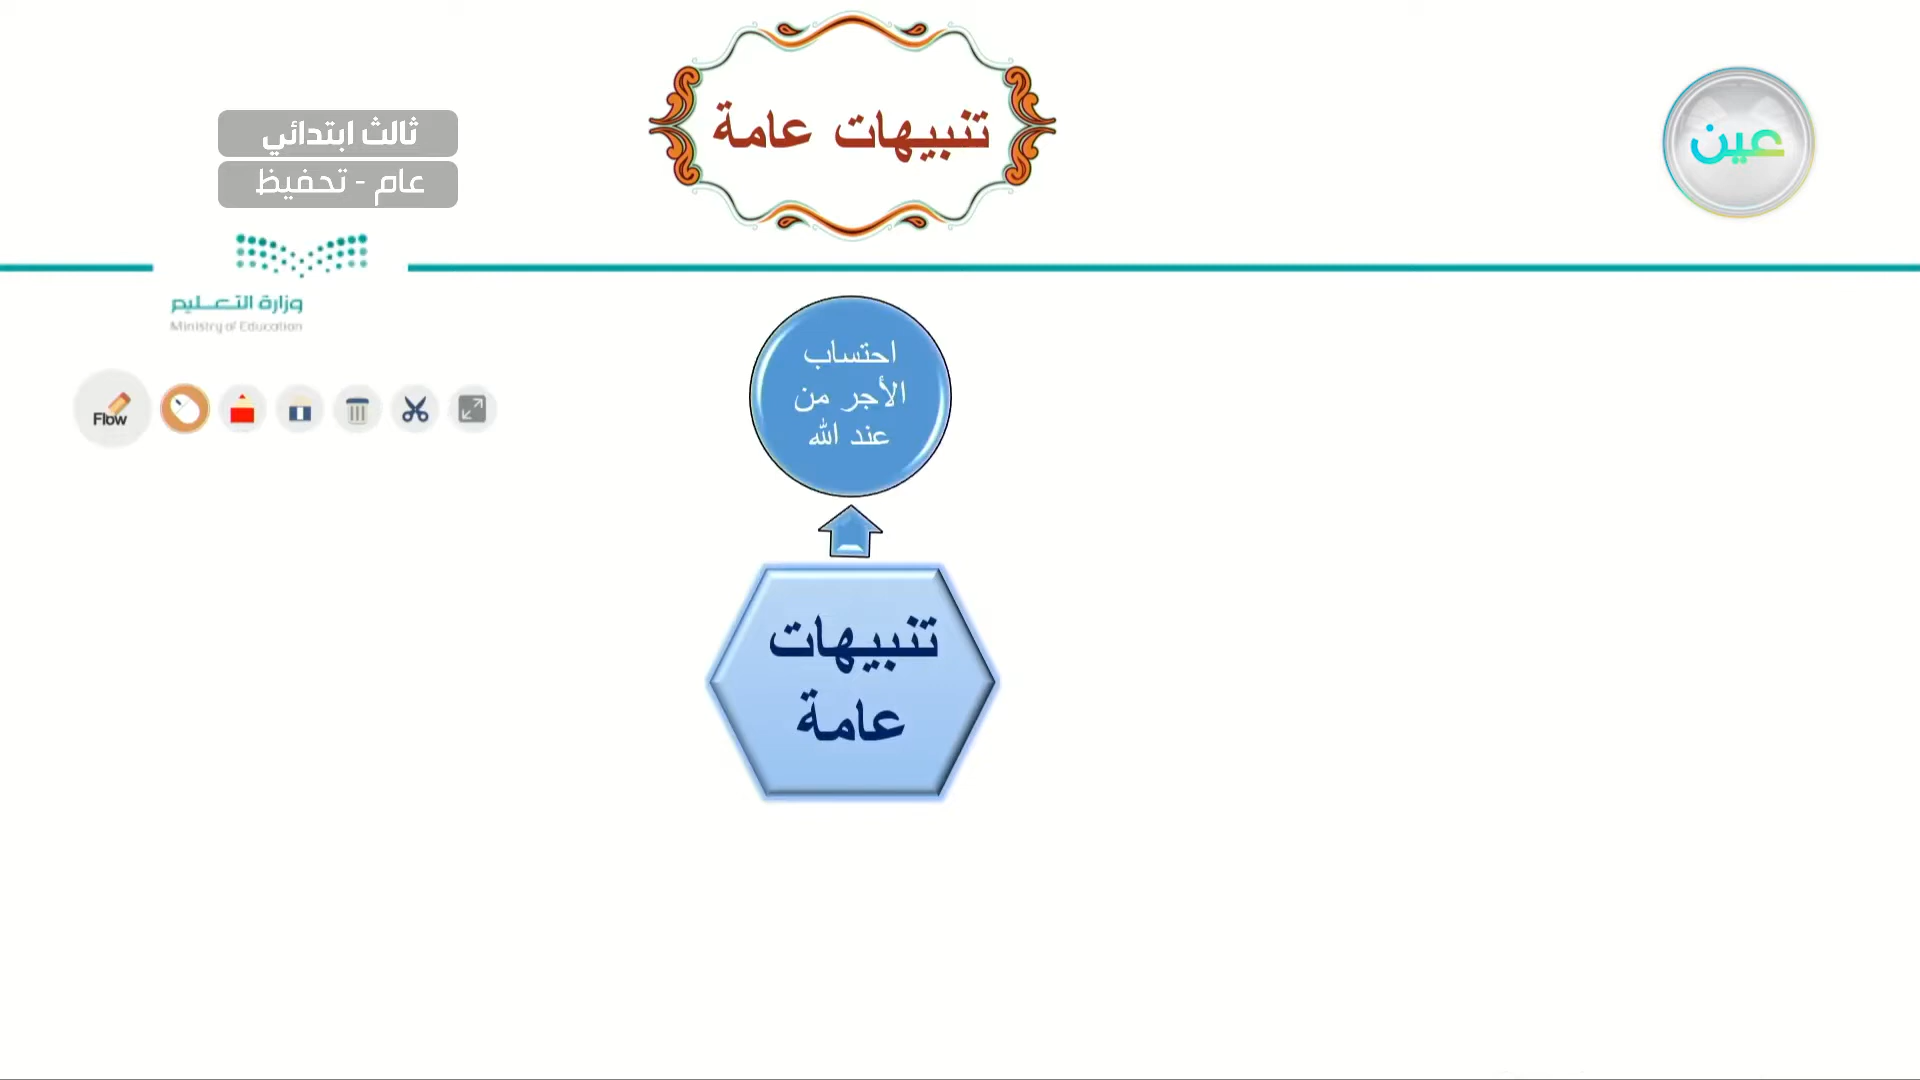 تنبيهات عامة
عين
ثالث ابتدائي
عام - تحفيظ
وزارة التعليم
Ministry of Education
Flow
احتساب
الأجر من
عند الله
تنبيهات
عامة